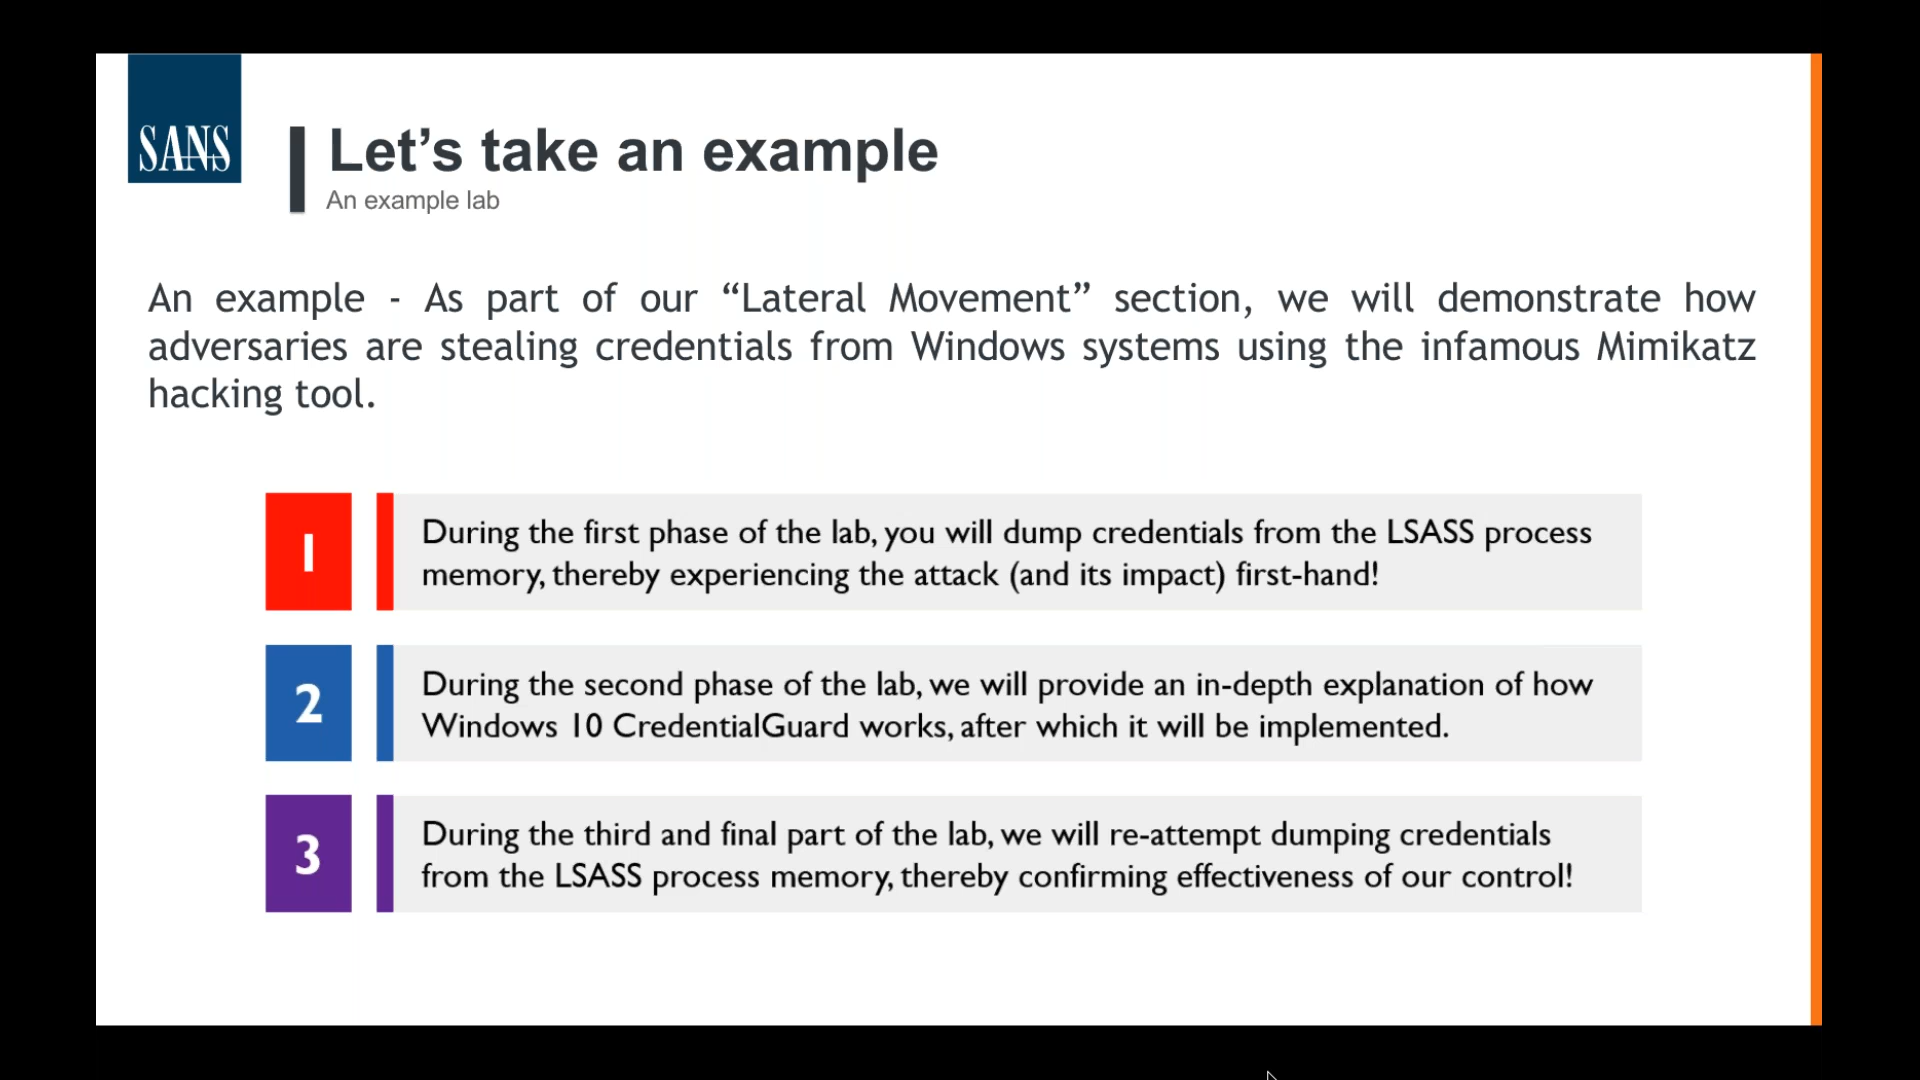 SANS
Let’s take an example
An example lab
An example - As part of our “Lateral Movement” section, we will demonstrate how
adversaries are stealing credentials from Windows systems using the infamous Mimikatz
hacking tool.
1
During the first phase of the lab, you will dump credentials from the LSASS process
memory, thereby experiencing the attack (and its impact) first-hand!
2
During the second phase of the lab, we will provide an in-depth explanation of how
Windows 10 CredentialGuard works, after which it will be implemented.
3
During the third and final part of the lab, we will re-attempt dumping credentials
from the LSASS process memory, thereby confirming effectiveness of our control!